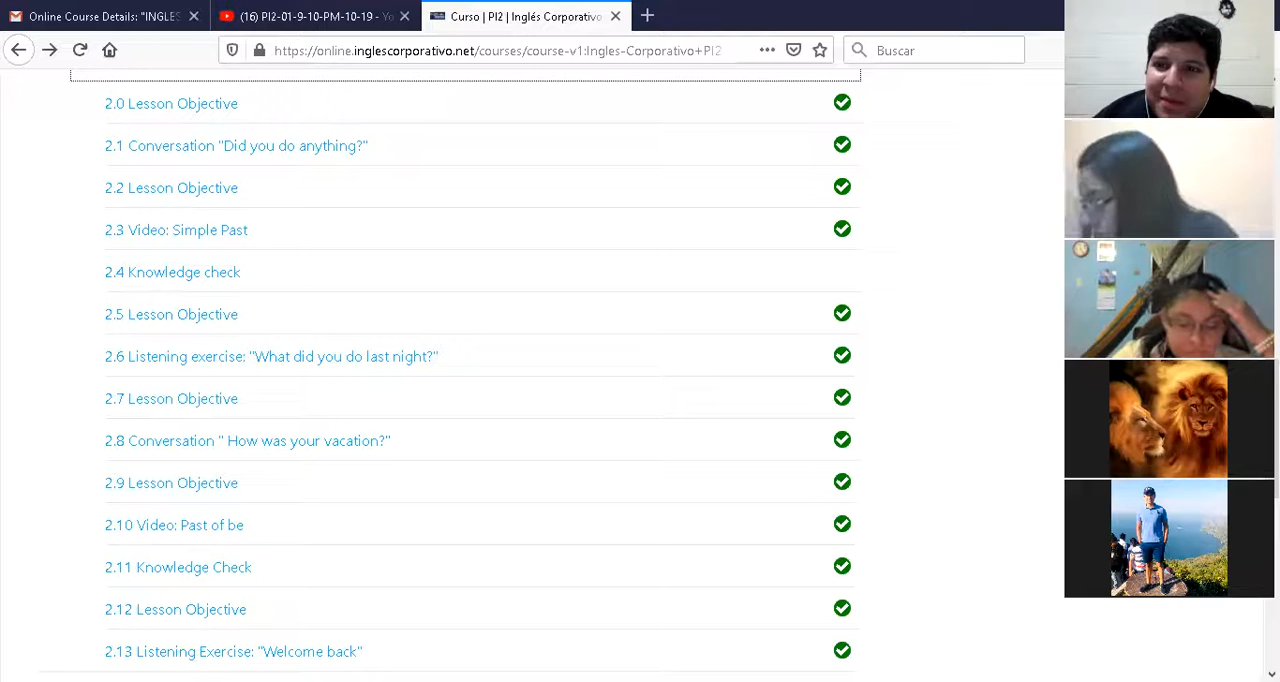 Online Course Details: "INGLES
(16) PI2-01-9-10-PM-10-19 - Yo
Curso | PI2 | Inglés Corporativo
https://online.inglescorporativo.net/courses/course-v1:Ingles-Corporativo+PI2
Buscar
2.0 Lesson Objective
2.1 Conversation "Did you do anything?"
2.2 Lesson Objective
2.3 Video: Simple Past
2.4 Knowledge check
2.5 Lesson Objective
2.6 Listening exercise: "What did you do last night?"
2.7 Lesson Objective
2.8 Conversation " How was your vacation?"
2.9 Lesson Objective
2.10 Video: Past of be
2.11 Knowledge Check
2.12 Lesson Objective
2.13 Listening Exercise: "Welcome back"